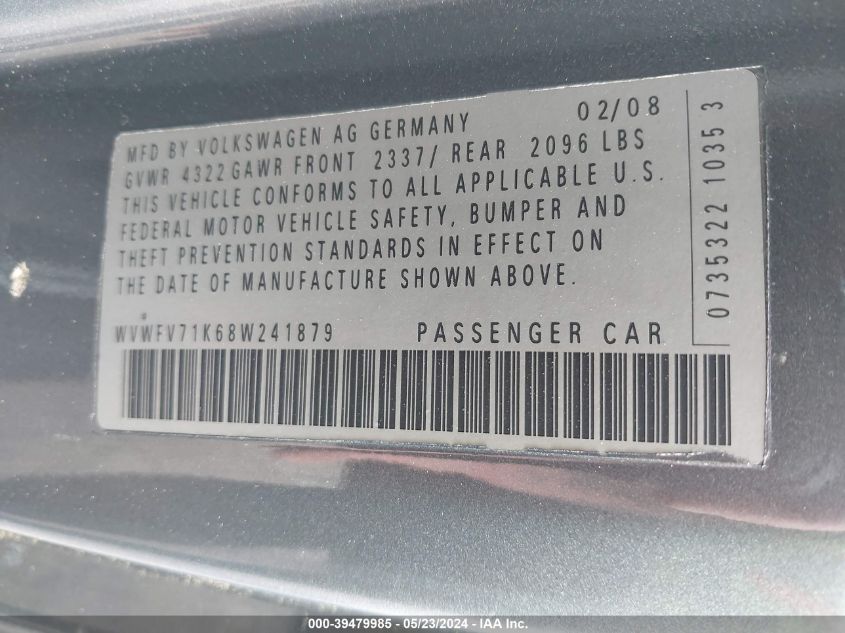 02/08
MFD BY VOLKSWAGEN AG GERMANY
GVWR 4322 GAWR FRONT 2337/ REAR 2096 LBS
THIS VEHICLE CONFORMS TO ALL APPLICABLE U.S.
FEDERAL MOTOR VEHICLE SAFETY, BUMPER AND
THEFT PREVENTION STANDARDS IN EFFECT ON
THE DATE OF MANUFACTURE SHOWN ABOVE.
WVWFV71K68W241879 PASSENGER CAR
0735322 1035 3
000-39479985 - 05/23/2024 - IAA Inc.